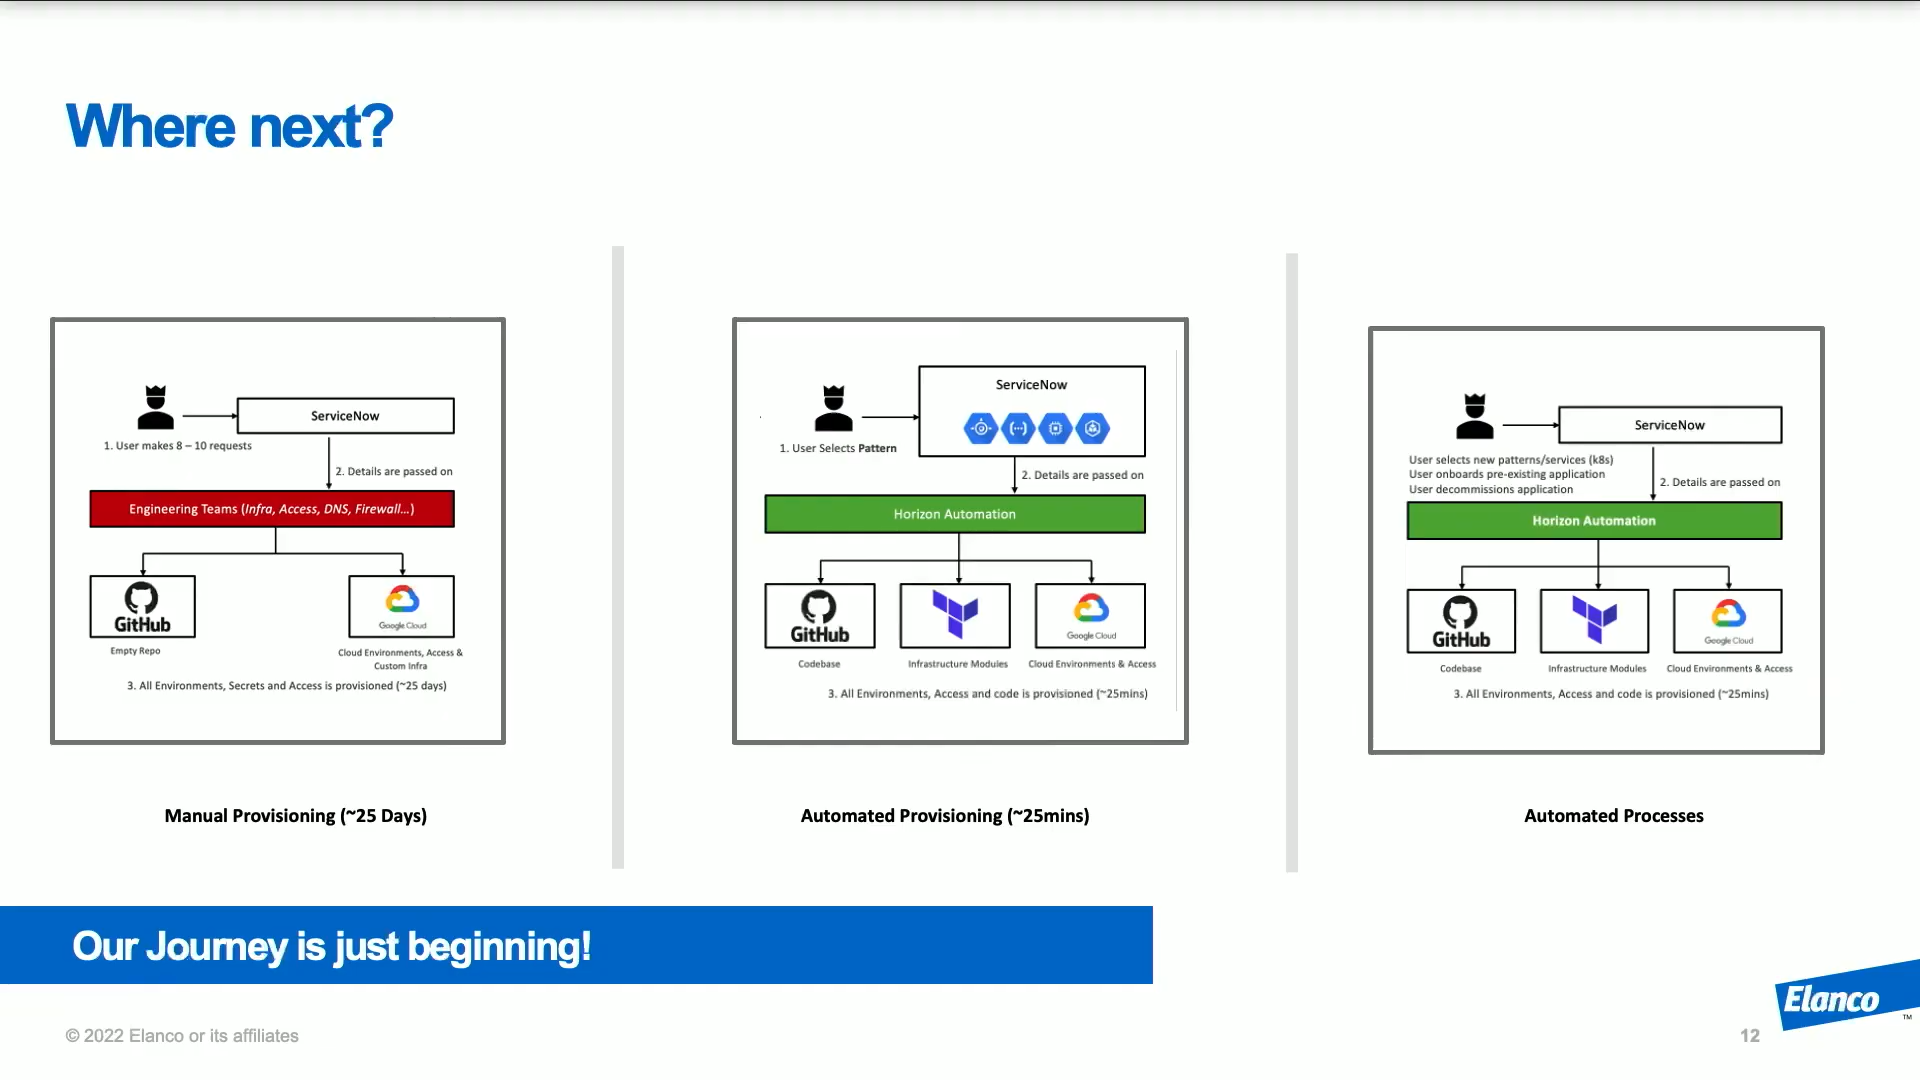 Where next?
ServiceNow
1. User makes 8 – 10 requests
2. Details are passed on
Engineering Teams (Infra, Access, DNS, Firewall...)
GitHub
Google Cloud
Empty Repo
Cloud Environments, Access &
Custom Infra
3. All Environments, Secrets and Access is provisioned (~25 days)
Manual Provisioning (~25 Days)
ServiceNow
1. User Selects Pattern
2. Details are passed on
Horizon Automation
GitHub
Google Cloud
Codebase
Infrastructure Modules
Cloud Environments & Access
3. All Environments, Access and code is provisioned (~25mins)
Automated Provisioning (~25mins)
ServiceNow
User selects new patterns/services (k8s)
User onboards pre-existing application
User decommissions application
2. Details are passed on
Horizon Automation
GitHub
Google Cloud
Codebase
Infrastructure Modules
Cloud Environments & Access
3. All Environments, Access and code is provisioned (~25mins)
Automated Processes
Our Journey is just beginning!
© 2022 Elanco or its affiliates
12
Elanco
TM